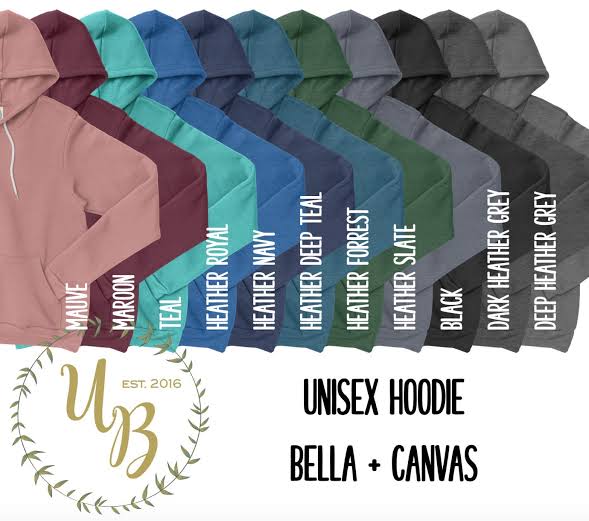 MAUVE
MAROON
TEAL
HEATHER ROYAL
HEATHER NAVY
HEATHER DEEP TEAL
HEATHER FORREST
HEATHER SLATE
BLACK
DARK HEATHER GREY
DEEP HEATHER GREY
UB
EST. 2016
UNISEX HOODIE
BELLA + CANVAS